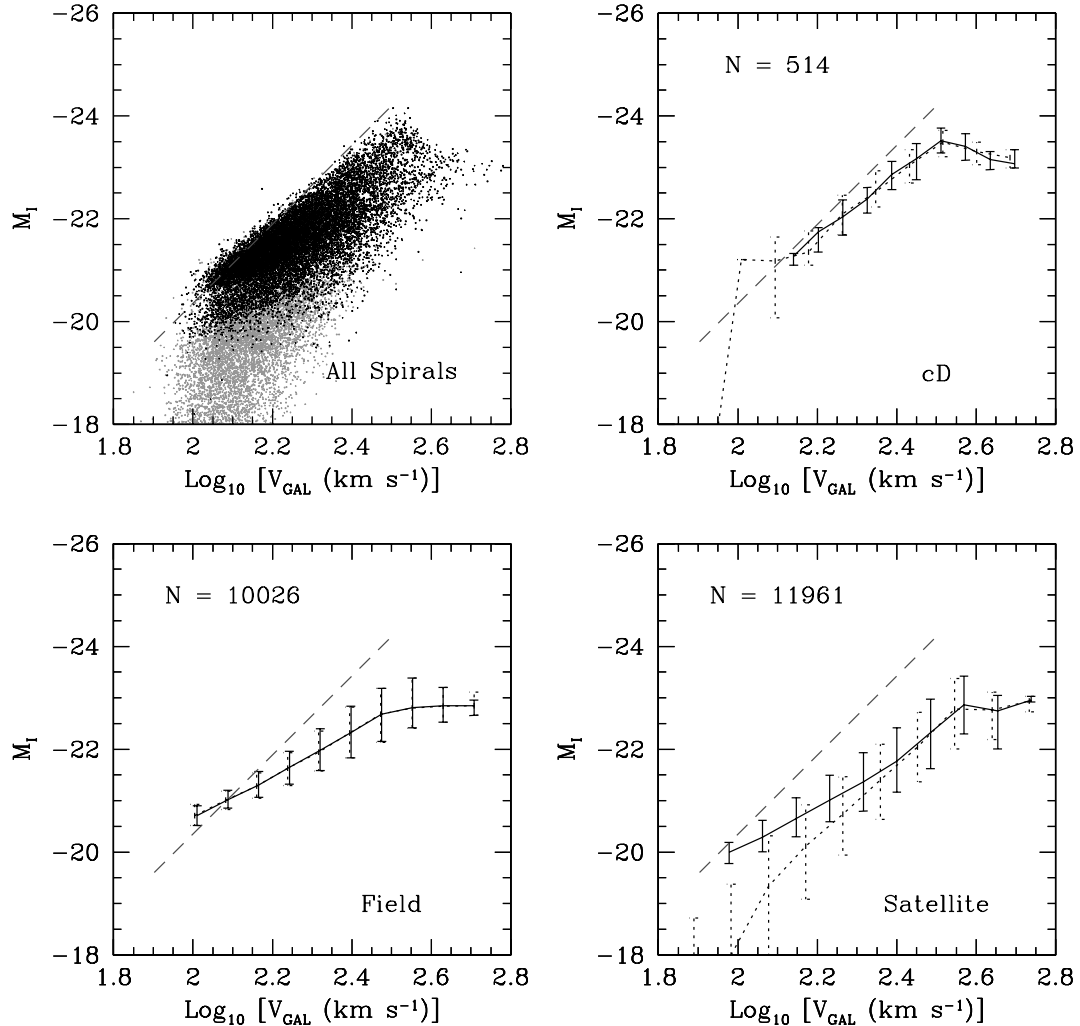 -26
-24
-22
-20
-18
M_I
All Spirals
1.8 2 2.2 2.4 2.6 2.8
Log₁₀ [V_GAL (km s⁻¹)]
-26
-24
-22
-20
-18
M_I
N = 514
cD
1.8 2 2.2 2.4 2.6 2.8
Log₁₀ [V_GAL (km s⁻¹)]
-26
-24
-22
-20
-18
M_I
N = 10026
Field
1.8 2 2.2 2.4 2.6 2.8
Log₁₀ [V_GAL (km s⁻¹)]
-26
-24
-22
-20
-18
M_I
N = 11961
Satellite
1.8 2 2.2 2.4 2.6 2.8
Log₁₀ [V_GAL (km s⁻¹)]